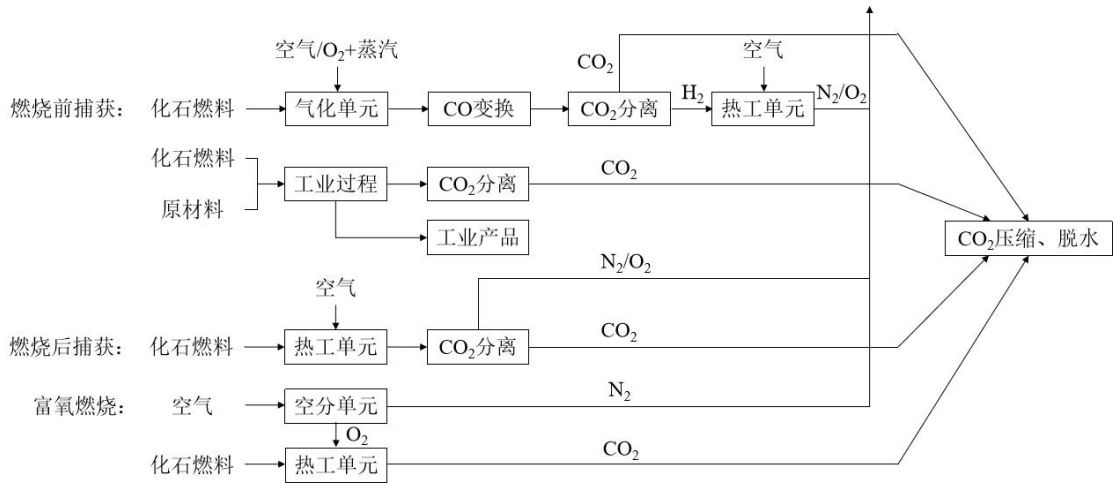 空气/O₂+蒸汽
CO₂
空气
燃烧前捕获： 化石燃料 气化单元 CO变换 CO₂分离 H₂ 热工单元 N₂/O₂
化石燃料
原材料
工业过程 CO₂分离 CO₂
工业产品
CO₂压缩、脱水
N₂/O₂
空气
燃烧后捕获： 化石燃料 热工单元 CO₂分离 CO₂
富氧燃烧： 空气 空分单元 N₂
O₂
化石燃料 热工单元 CO₂